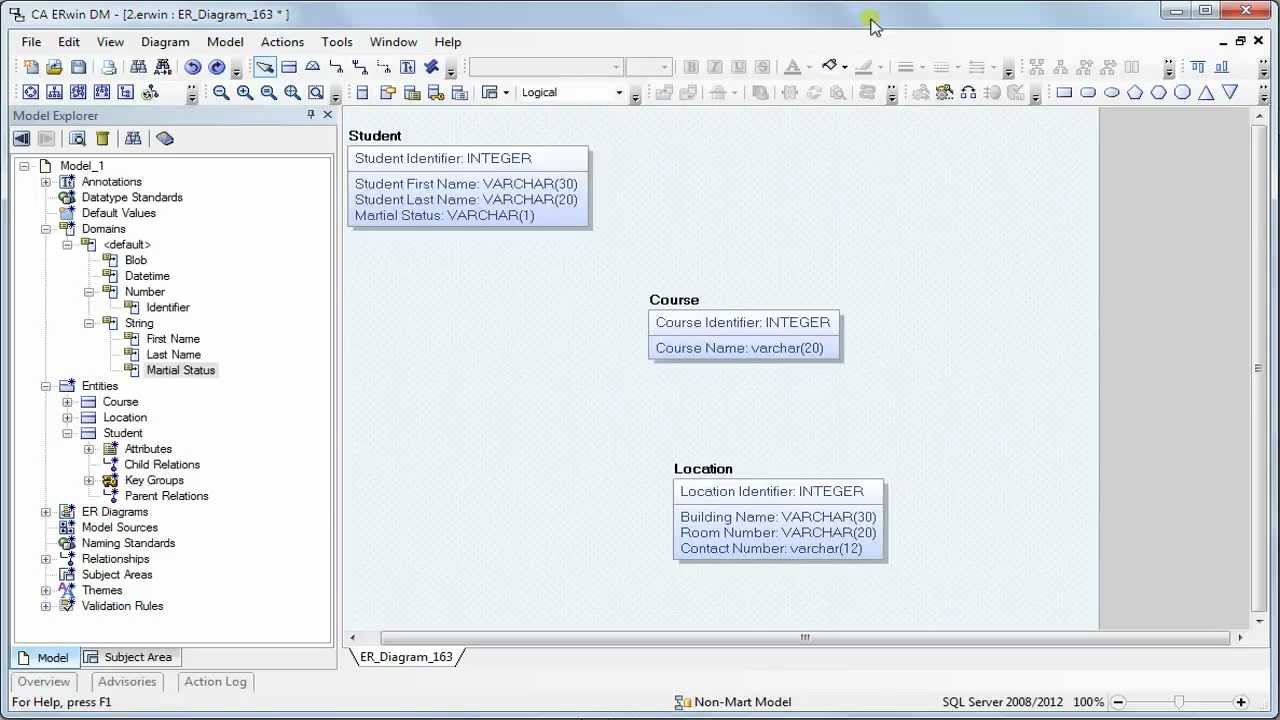 CA ERwin DM - [2.erwin : ER_Diagram_163 * ]
File Edit View Diagram Model Actions Tools Window Help
Logical
Model Explorer
Model_1
Annotations
Datatype Standards
Default Values
Domains
<default>
Blob
Datetime
Number
Identifier
String
First Name
Last Name
Martial Status
Entities
Course
Location
Student
Attributes
Child Relations
Key Groups
Parent Relations
ER Diagrams
Model Sources
Naming Standards
Relationships
Subject Areas
Themes
Validation Rules
Model Subject Area
Student
Student Identifier: INTEGER
Student First Name: VARCHAR(30)
Student Last Name: VARCHAR(20)
Martial Status: VARCHAR(1)
Course
Course Identifier: INTEGER
Course Name: varchar(20)
Location
Location Identifier: INTEGER
Building Name: VARCHAR(30)
Room Number: VARCHAR(20)
Contact Number: varchar(12)
ER_Diagram_163
Overview Advisories Action Log
For Help, press F1 Non-Mart Model SQL Server 2008/2012 100%